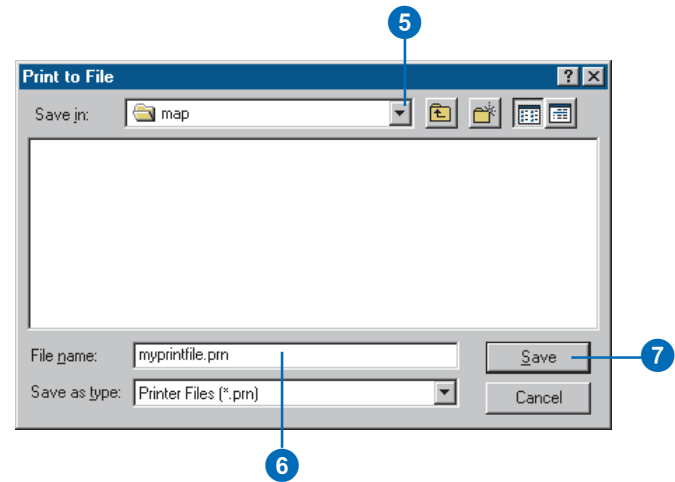 5
Print to File
Save in: map
File name: myprintfile.prn Save 7
Save as type: Printer Files (*.prn) Cancel
6